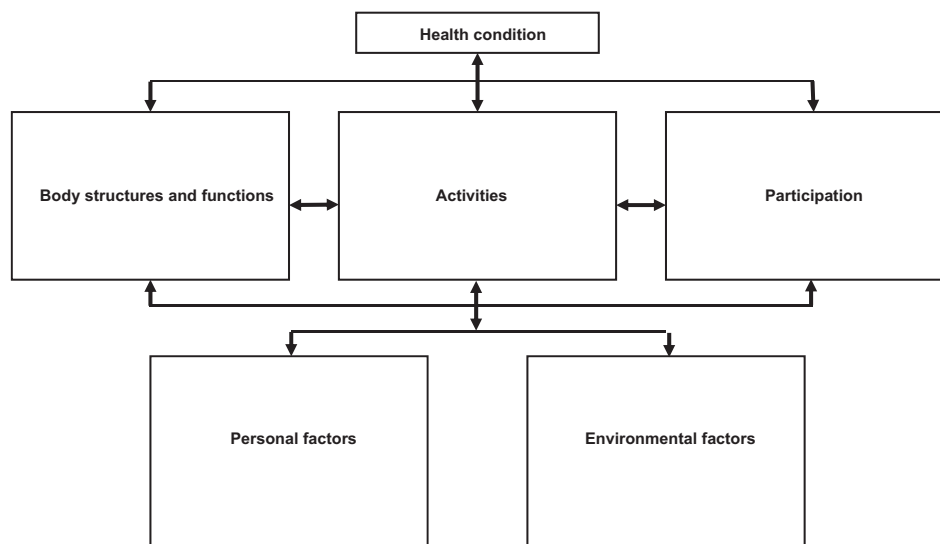 Health condition
Body structures and functions
Activities
Participation
Personal factors
Environmental factors